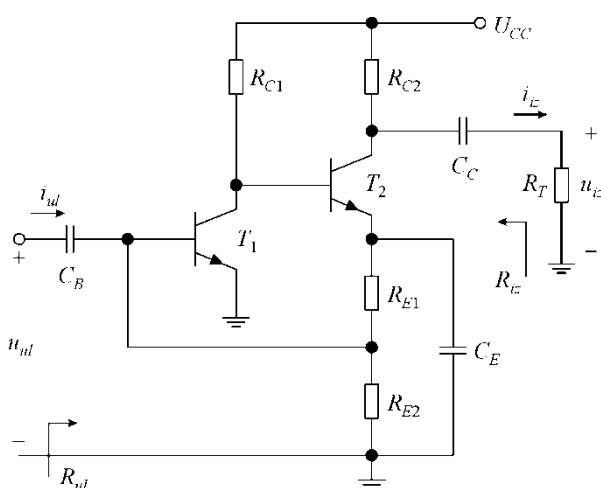 U_CC
R_C1
R_C2
i_iz
+
C_C
T_2
R_T
u_iz
i_ul
T_1
+
C_B
R_iz
−
R_E1
C_E
u_ul
R_E2
−
R_ul